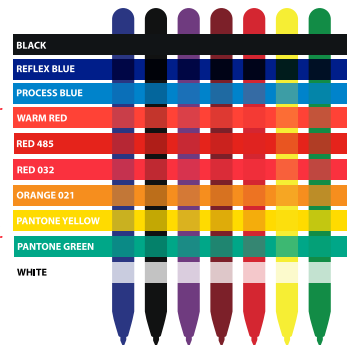 BLACK
REFLEX BLUE
PROCESS BLUE
WARM RED
RED 485
RED 032
ORANGE 021
PANTONE YELLOW
PANTONE GREEN
WHITE